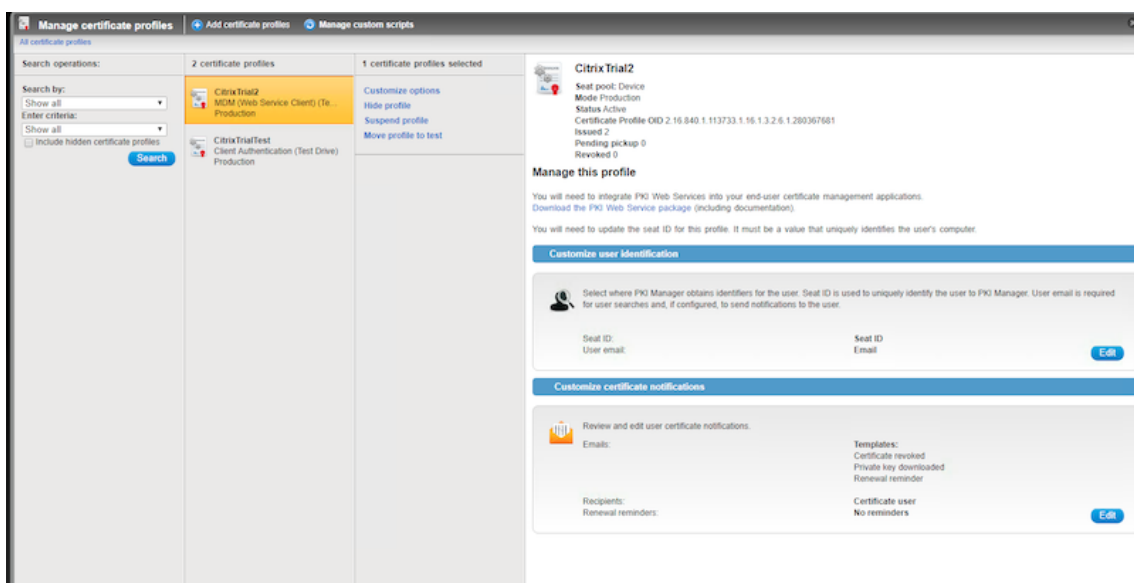 Manage certificate profiles
Add certificate profiles
Manage custom scripts
All certificate profiles
Search operations:
Search by:
Show all
Enter criteria:
Show all
Include hidden certificate profiles
Search
2 certificate profiles
CitrixTrial2
MDM (Web Service Client) (Te...
Production
CitrixTrialTest
Client Authentication (Test Drive)
Production
1 certificate profiles selected
Customize options
Hide profile
Suspend profile
Move profile to test
CitrixTrial2
Seat pool: Device
Mode Production
Status Active
Certificate Profile OID 2.16.840.1.113733.1.16.1.3.2.6.1.280367681
Issued 2
Pending pickup 0
Revoked 0
Manage this profile
You will need to integrate PKI Web Services into your end-user certificate management applications.
Download the PKI Web Service package (including documentation).
You will need to update the seat ID for this profile. It must be a value that uniquely identifies the user's computer.
Customize user identification
Select where PKI Manager obtains identifiers for the user. Seat ID is used to uniquely identify the user to PKI Manager. User email is required
for user searches and, if configured, to send notifications to the user.
Seat ID: Seat ID
User email: Email
Edit
Customize certificate notifications
Review and edit user certificate notifications.
Emails: Templates:
Certificate revoked
Private key downloaded
Renewal reminder
Recipients: Certificate user
Renewal reminders: No reminders
Edit